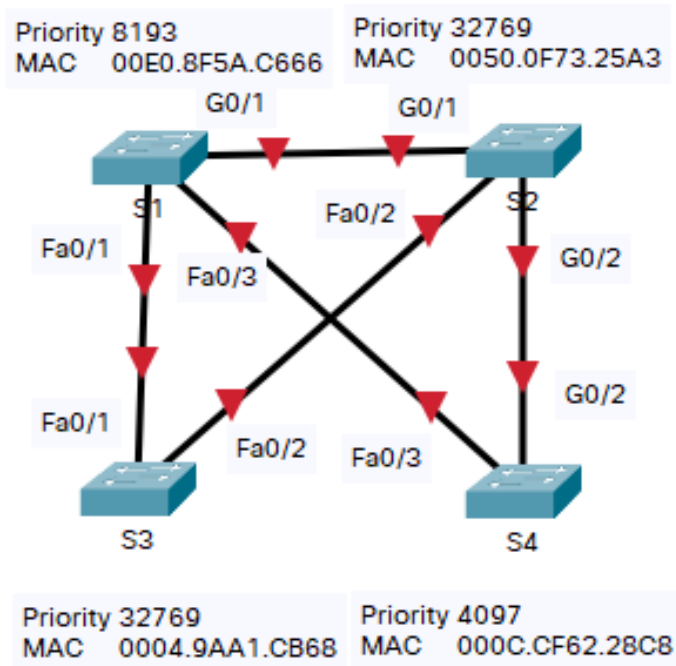 Priority 8193
MAC 00E0.8F5A.C666
Priority 32769
MAC 0050.0F73.25A3
G0/1
G0/1
S1
S2
Fa0/1
Fa0/3
Fa0/2
G0/2
Fa0/1
Fa0/2
Fa0/3
G0/2
S3
S4
Priority 32769
MAC 0004.9AA1.CB68
Priority 4097
MAC 000C.CF62.28C8